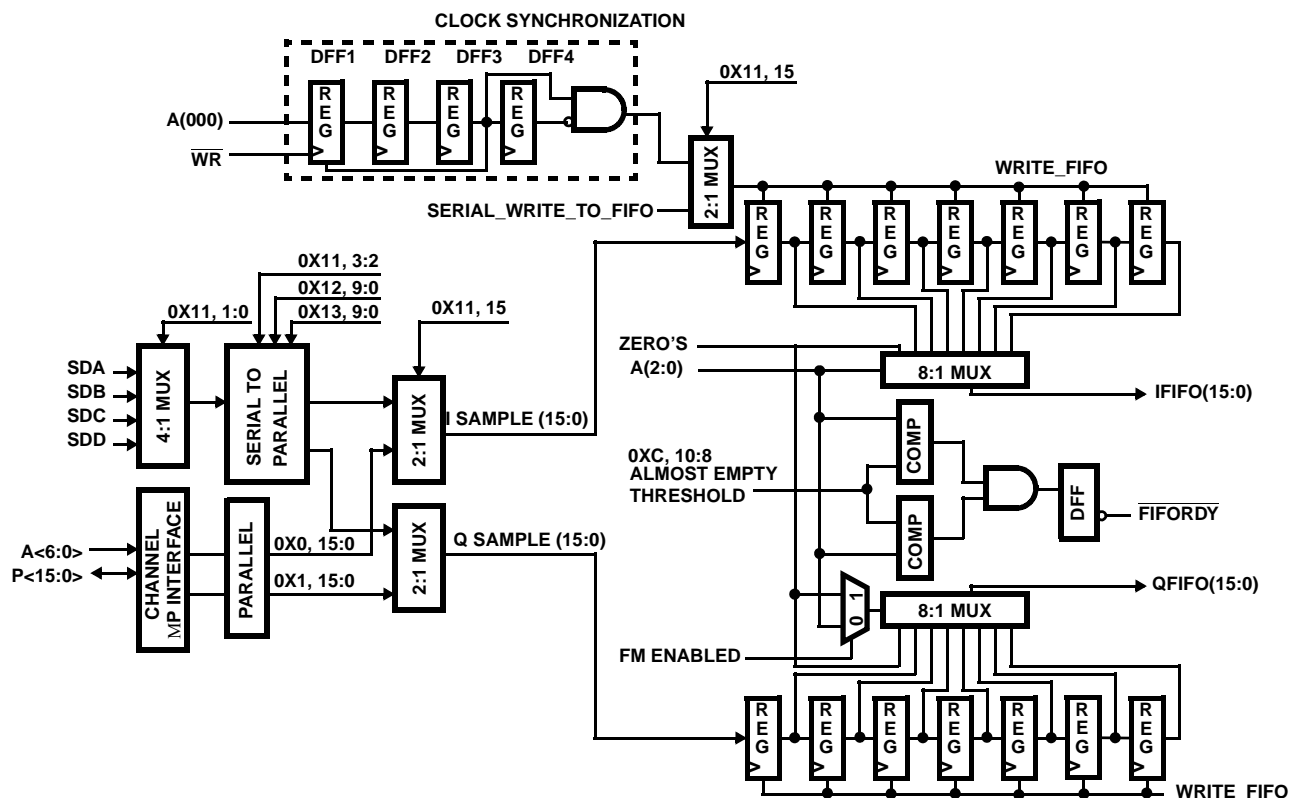 CLOCK SYNCHRONIZATION
DFF1 DFF2 DFF3 DFF4
0X11, 15
REG REG REG REG
A(000)
WR
2:1 MUX
WRITE_FIFO
SERIAL_WRITE_TO_FIFO
REG REG REG REG REG REG REG
0X11, 3:2
0X12, 9:0
0X11, 1:0
0X13, 9:0
0X11, 15
SDA
SDB
SDC
SDD
4:1 MUX
SERIAL TO
PARALLEL
2:1 MUX
I SAMPLE (15:0)
ZERO'S
A(2:0)
8:1 MUX
IFIFO(15:0)
COMP
0XC, 10:8
ALMOST EMPTY
THRESHOLD
COMP
DFF
FIFORDY
A<6:0>
P<15:0>
CHANNEL
MP INTERFACE
PARALLEL
0X0, 15:0
0X1, 15:0
2:1 MUX
Q SAMPLE (15:0)
0 1
8:1 MUX
QFIFO(15:0)
FM ENABLED
REG REG REG REG REG REG REG
WRITE_FIFO